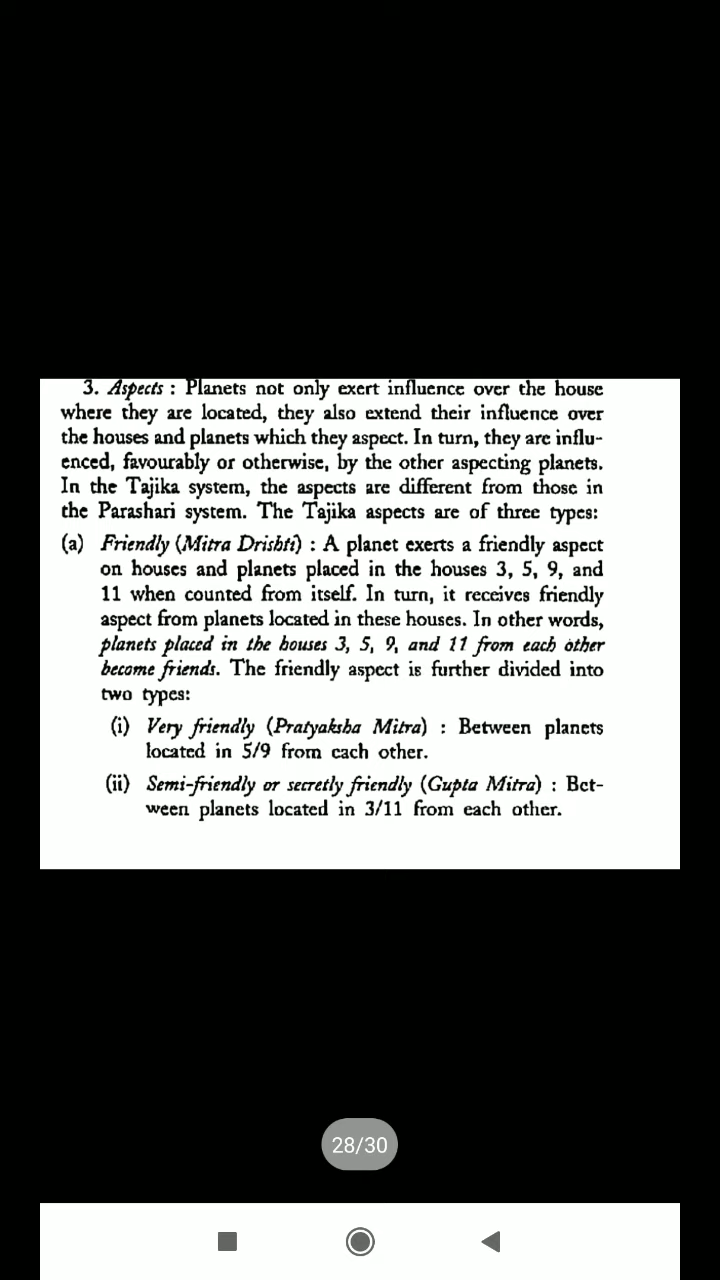 3. Aspects : Planets not only exert influence over the house
where they are located, they also extend their influence over
the houses and planets which they aspect. In turn, they are influ-
enced, favourably or otherwise, by the other aspecting planets.
In the Tajika system, the aspects are different from those in
the Parashari system. The Tajika aspects are of three types:
(a) Friendly (Mitra Drishti) : A planet exerts a friendly aspect
on houses and planets placed in the houses 3, 5, 9, and
11 when counted from itself. In turn, it receives friendly
aspect from planets located in these houses. In other words,
planets placed in the houses 3, 5, 9, and 11 from each other
become friends. The friendly aspect is further divided into
two types:
(i) Very friendly (Pratyaksha Mitra) : Between planets
located in 5/9 from each other.
(ii) Semi-friendly or secretly friendly (Gupta Mitra) : Bet-
ween planets located in 3/11 from each other.
28/30